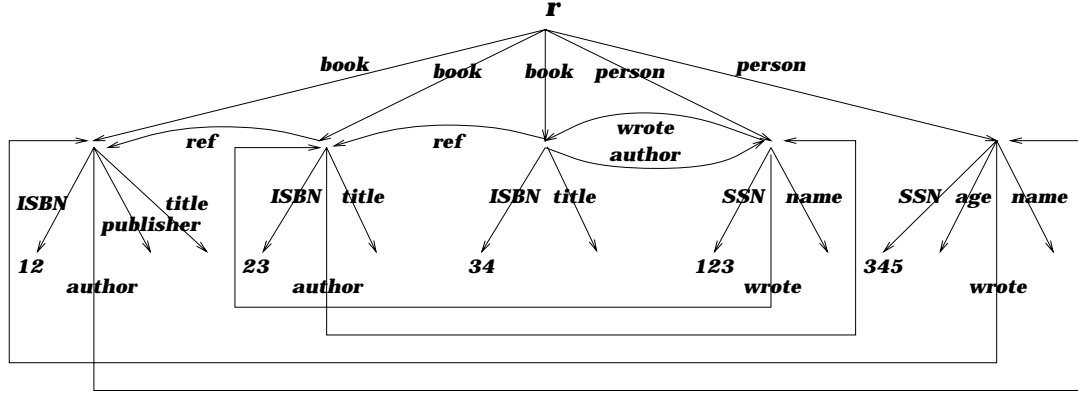 r
book book book person person
ref ref wrote
author
ISBN publisher title ISBN title ISBN title SSN name SSN age name
12 23 34 123 345
author author wrote wrote